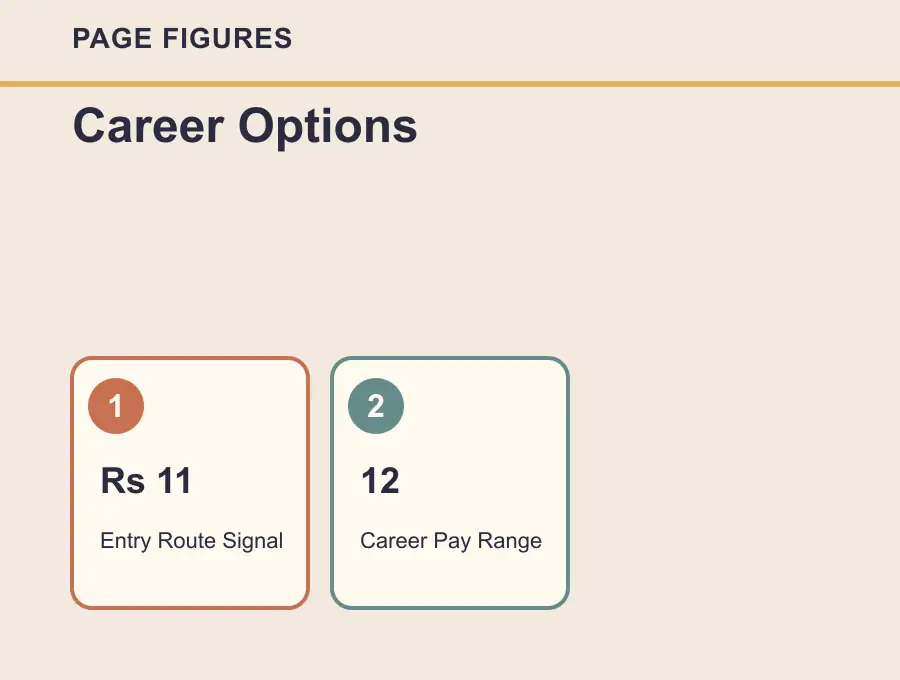 PAGE FIGURES
Career Options
1
Rs 11
Entry Route Signal
2
12
Career Pay Range